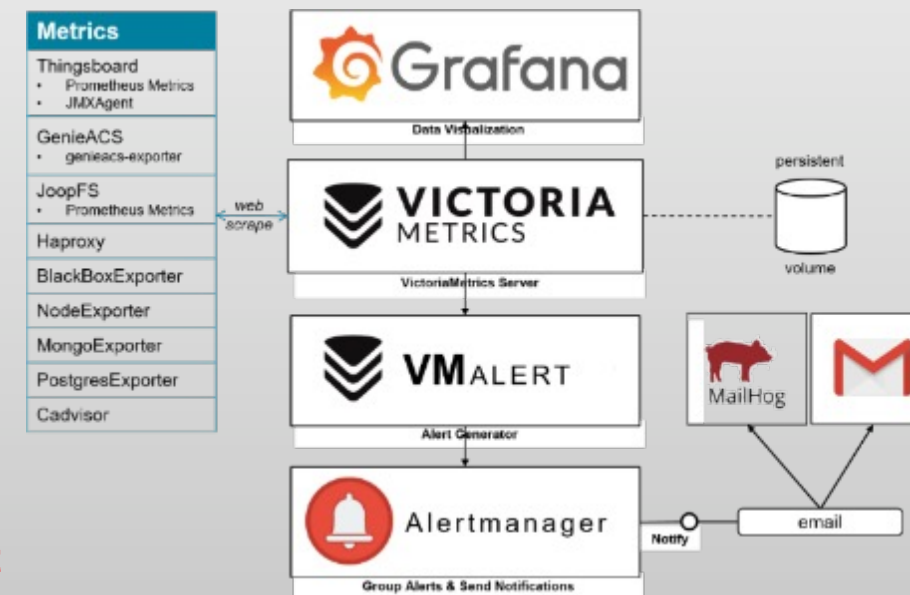 Metrics
Thingsboard
• Prometheus Metrics
• JMXAgent
GenieACS
• genieacs-exporter
JoopFS
• Prometheus Metrics
Haproxy
BlackBoxExporter
NodeExporter
MongoExporter
PostgresExporter
Cadvisor
web
scrape
Grafana
Data Visualization
VICTORIA
METRICS
VictoriaMetrics Server
persistent
volume
VMALERT
Alert Generator
MailHog
Alertmanager
Notify
email
Group Alerts & Send Notifications